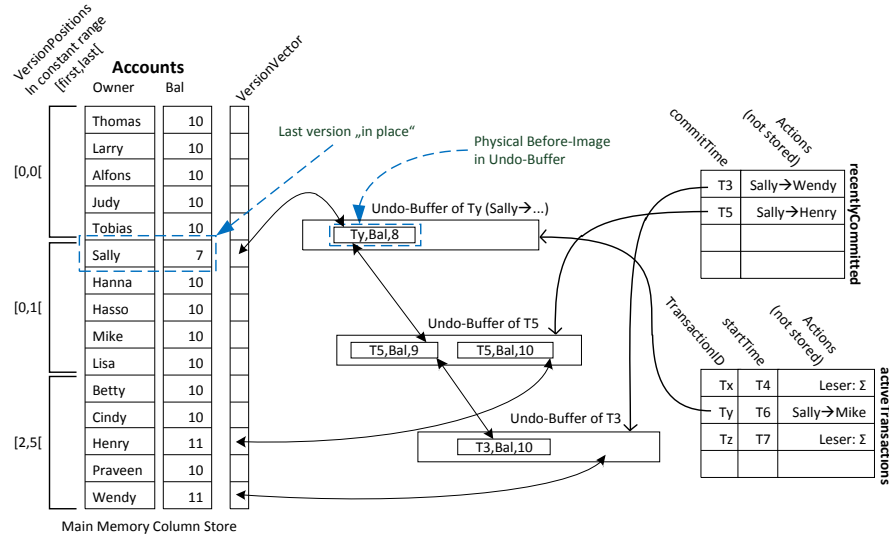 VersionPositions
In constant range
[first,last[
Accounts
Owner Bal
VersionVector
Thomas 10
Larry 10
Alfons 10
Judy 10
Tobias 10
Sally 7
Hanna 10
Hasso 10
Mike 10
Lisa 10
Betty 10
Cindy 10
Henry 11
Praveen 10
Wendy 11
[0,0[
[0,1[
[2,5[
Main Memory Column Store
Last version „in place“
Physical Before-Image
in Undo-Buffer
Undo-Buffer of Ty (Sally→...)
Ty,Bal,8
Undo-Buffer of T5
T5,Bal,9 T5,Bal,10
Undo-Buffer of T3
T3,Bal,10
commitTime
Actions
(not stored)
T3 Sally→Wendy
T5 Sally→Henry
recentlyCommitted
TransactionID
startTime
Actions
(not stored)
Tx T4 Leser: Σ
Ty T6 Sally→Mike
Tz T7 Leser: Σ
activeTransactions